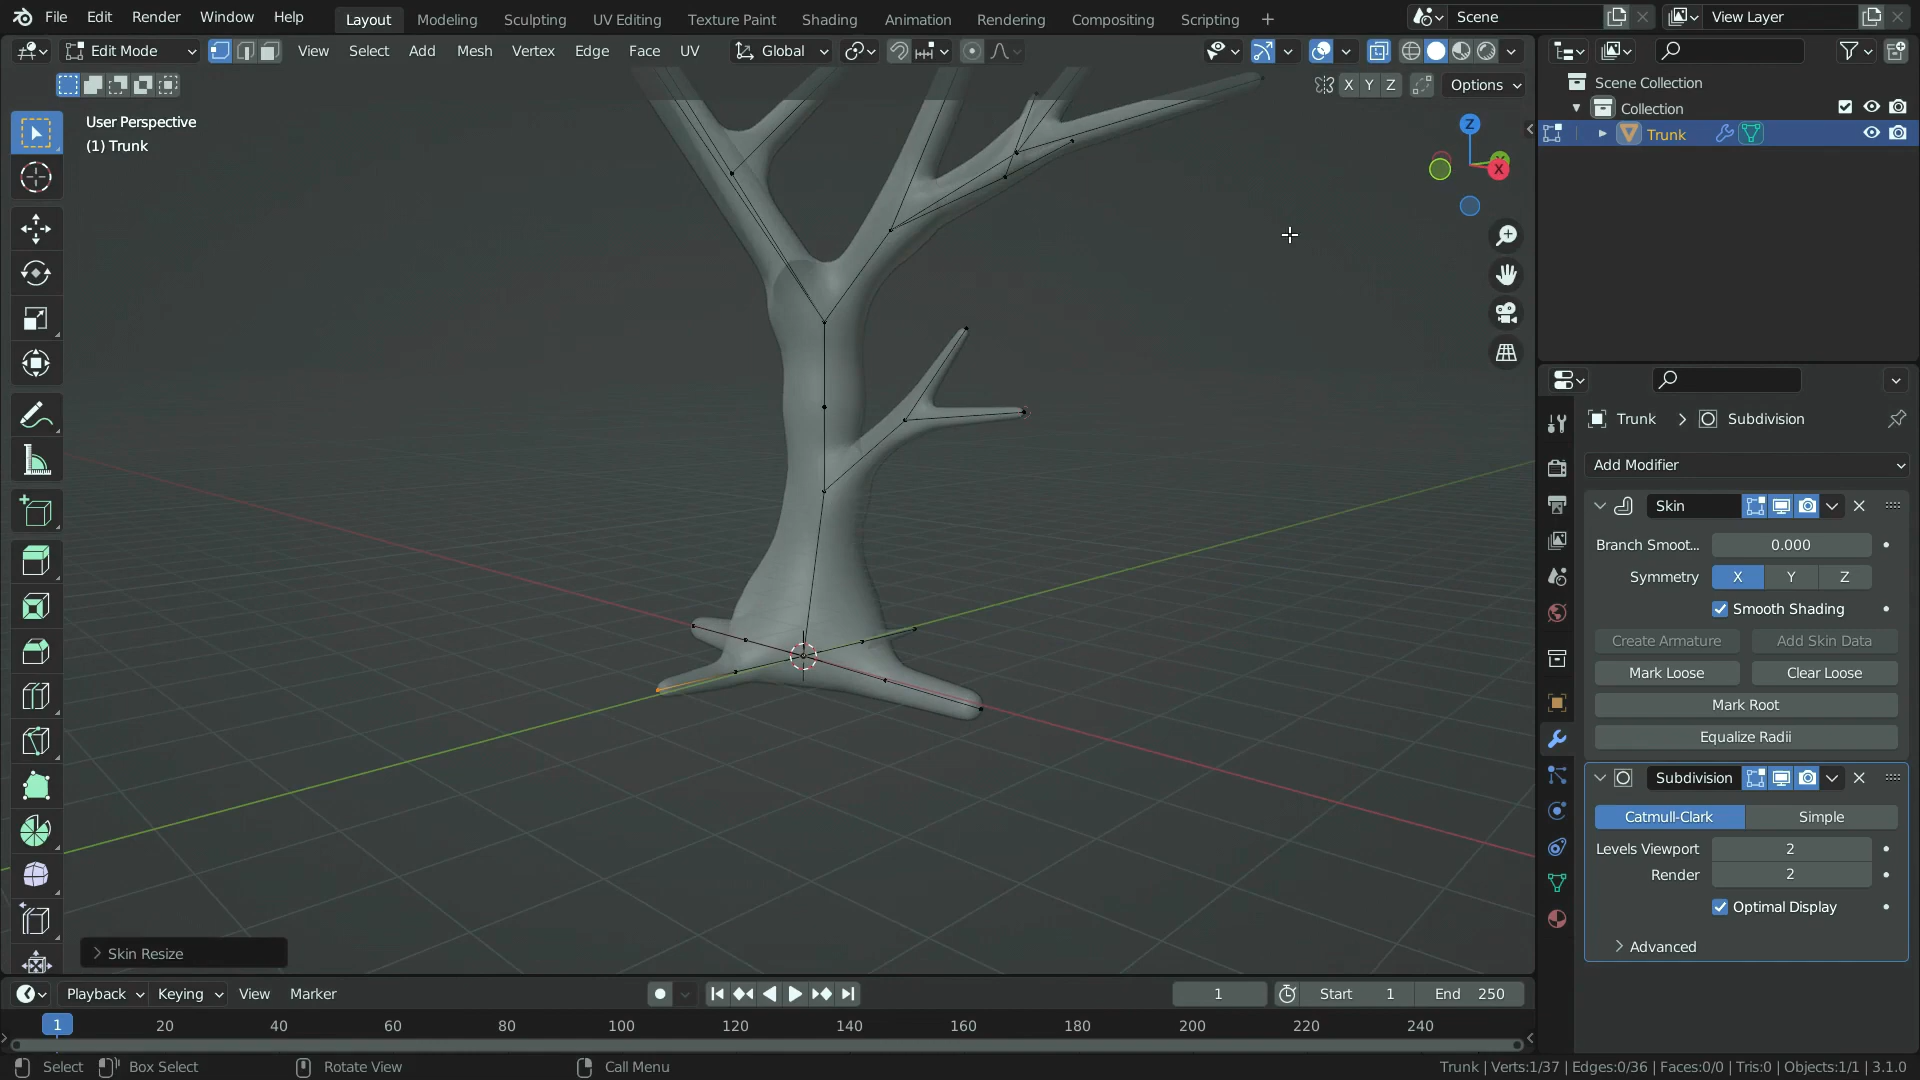 File Edit Render Window Help Layout Modeling Sculpting UV Editing Texture Paint Shading Animation Rendering Compositing Scripting + Scene View Layer
Edit Mode View Select Add Mesh Vertex Edge Face UV Global
X Y Z Options
User Perspective
(1) Trunk
Z
X
Scene Collection
Collection
Trunk
Trunk > Subdivision
Add Modifier
Skin
Branch Smoot... 0.000
Symmetry X Y Z
Smooth Shading
Create Armature Add Skin Data
Mark Loose Clear Loose
Mark Root
Equalize Radii
Subdivision
Catmull-Clark Simple
Levels Viewport 2
Render 2
Optimal Display
Advanced
Skin Resize
Playback Keying View Marker 1 Start 1 End 250
1 20 40 60 80 100 120 140 160 180 200 220 240
Select Box Select Rotate View Call Menu Trunk | Verts:1/37 | Edges:0/36 | Faces:0/0 | Tris:0 | Objects:1/1 | 3.1.0